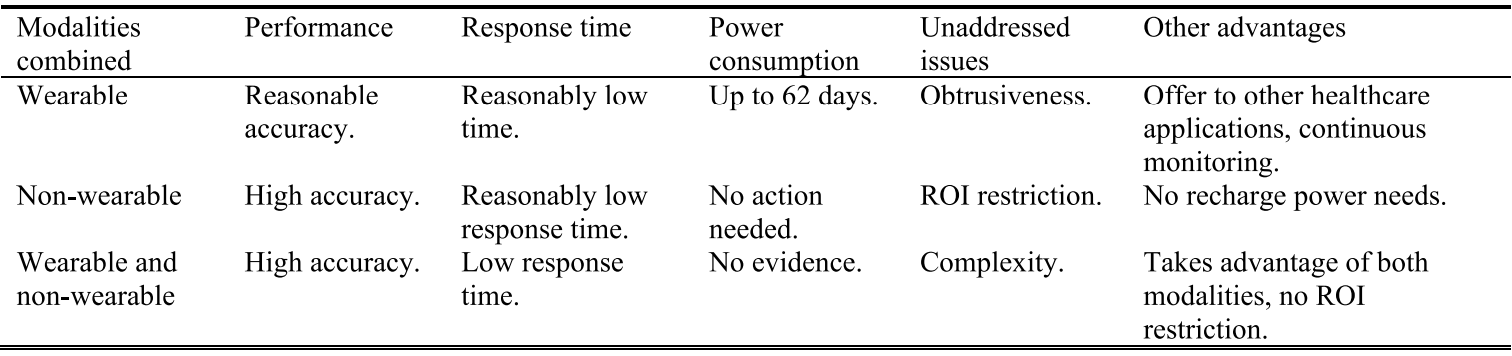 Modalities combined Performance Response time Power consumption Unaddressed issues Other advantages
Wearable Reasonable accuracy. Reasonably low time. Up to 62 days. Obtrusiveness. Offer to other healthcare applications, continuous monitoring.
Non-wearable High accuracy. Reasonably low response time. No action needed. ROI restriction. No recharge power needs.
Wearable and non-wearable High accuracy. Low response time. No evidence. Complexity. Takes advantage of both modalities, no ROI restriction.